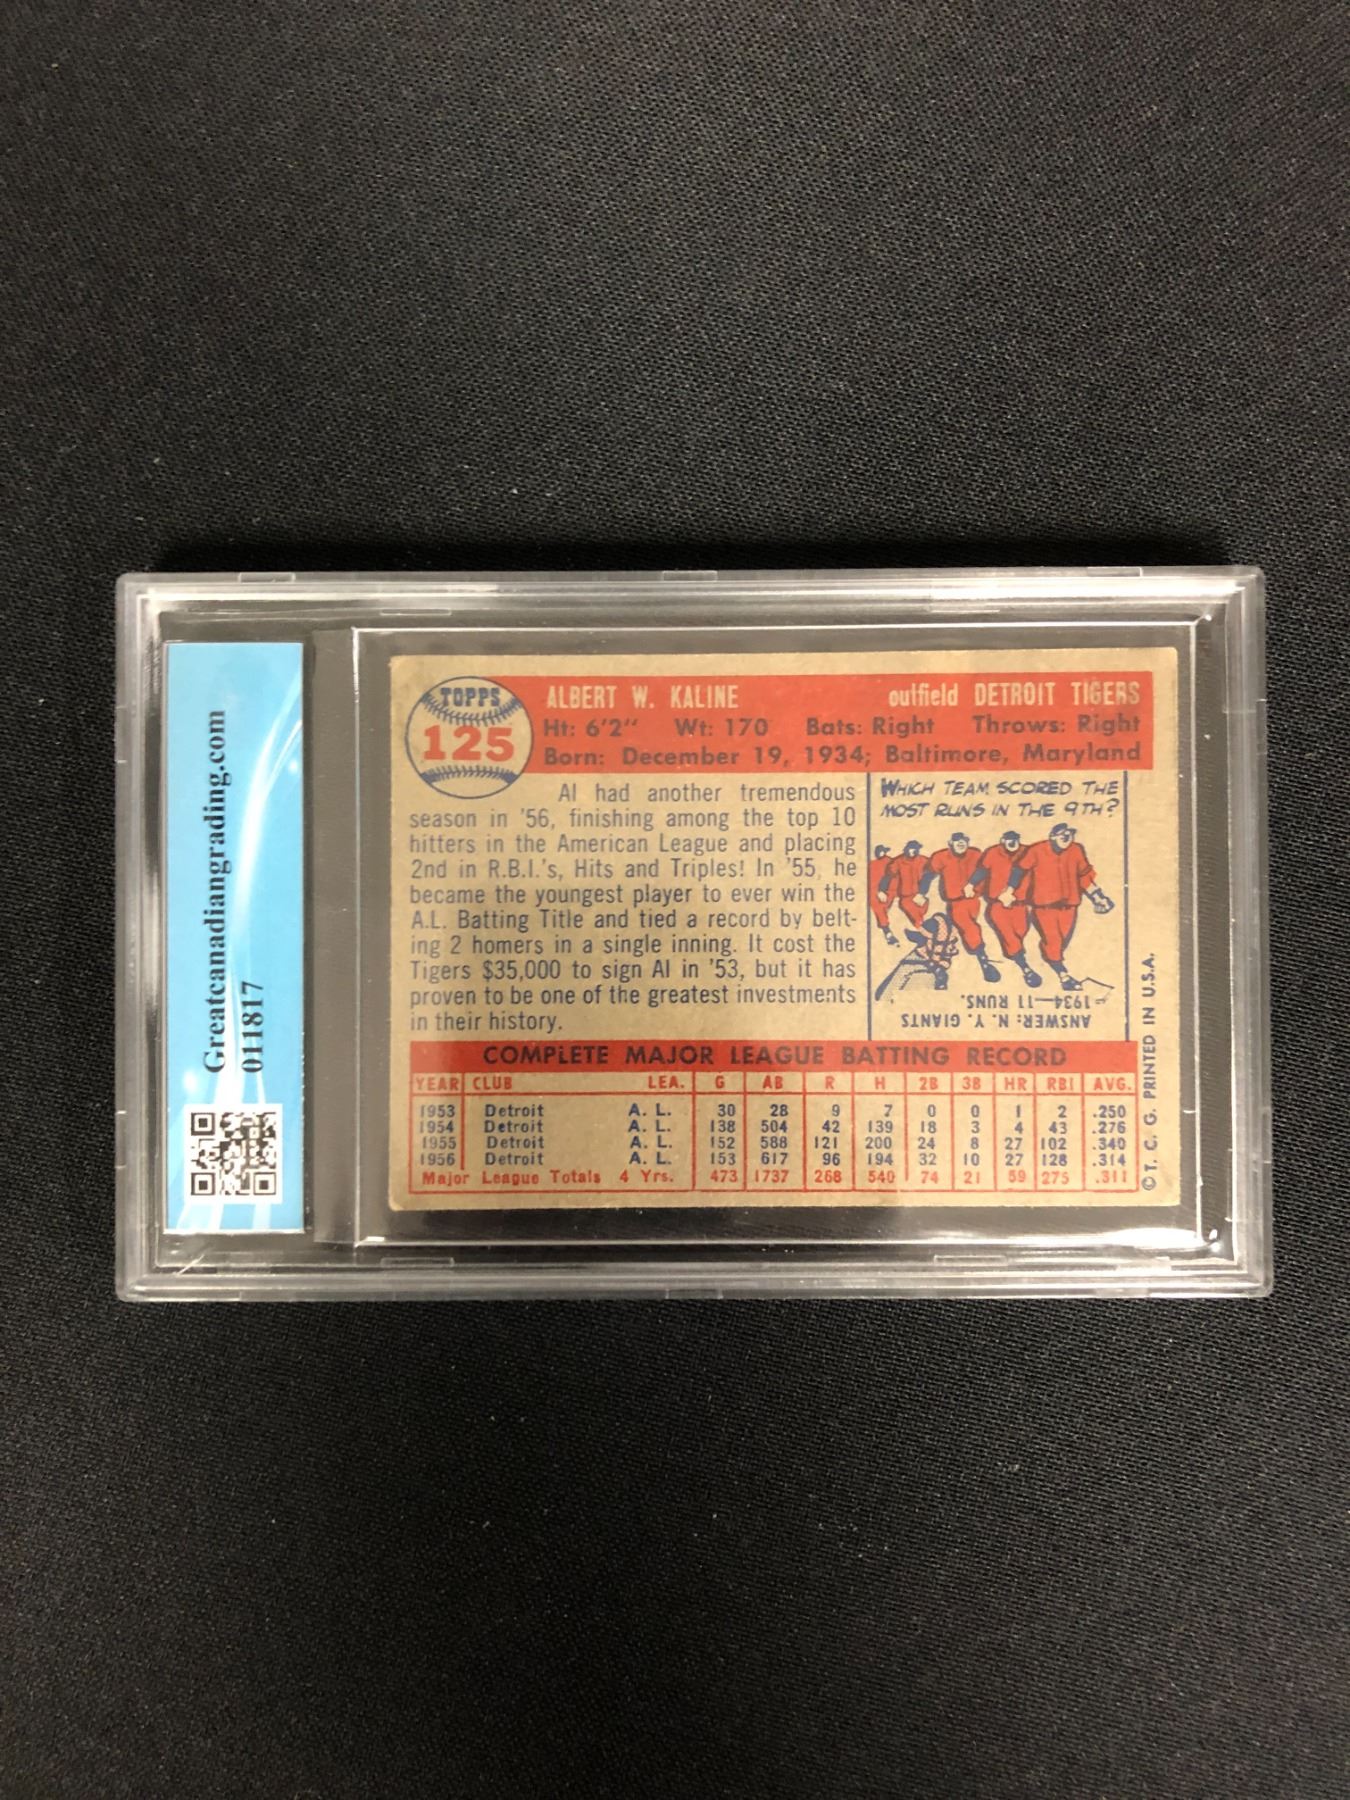 Greatcanadiangrading.com
011817
TOPPS
125
ALBERT W. KALINE outfield DETROIT TIGERS
Ht: 6'2" Wt: 170 Bats: Right Throws: Right
Born: December 19, 1934; Baltimore, Maryland
Al had another tremendous
season in '56, finishing among the top 10
hitters in the American League and placing
2nd in R.B.I.'s, Hits and Triples! In '55, he
became the youngest player to ever win the
A.L. Batting Title and tied a record by belt-
ing 2 homers in a single inning. It cost the
Tigers $35,000 to sign Al in '53, but it has
proven to be one of the greatest investments
in their history.
WHICH TEAM SCORED THE
MOST RUNS IN THE 9TH?
ANSWER: N. Y. GIANTS
—1934—11 RUNS.
COMPLETE MAJOR LEAGUE BATTING RECORD
YEAR CLUB LEA. G AB R H 2B 3B HR RBI AVG.
1953 Detroit A. L. 30 28 9 7 0 0 1 2 .250
1954 Detroit A. L. 138 504 42 139 18 3 4 43 .276
1955 Detroit A. L. 152 588 121 200 24 8 27 102 .340
1956 Detroit A. L. 153 617 96 194 32 10 27 128 .314
Major League Totals 4 Yrs. 473 1737 268 540 74 21 59 275 .311
© T. C. G. PRINTED IN U.S.A.